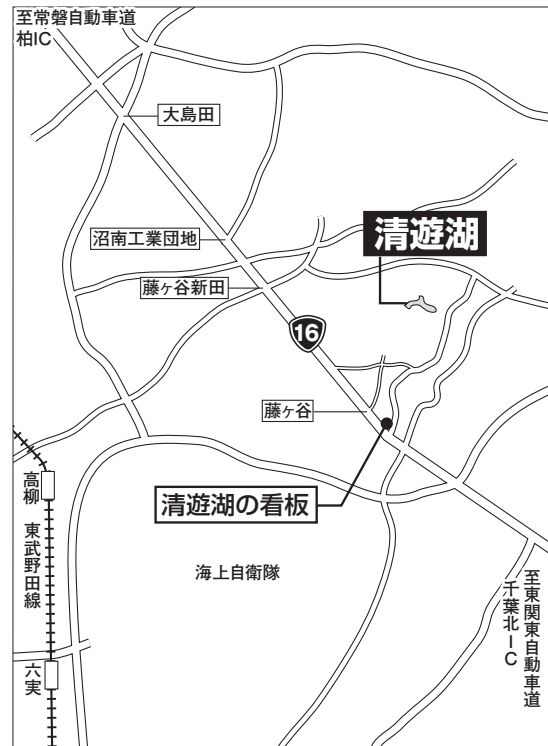 至常磐自動車道
柏IC
大島田
沼南工業団地
清遊湖
藤ヶ谷新田
16
藤ヶ谷
清遊湖の看板
高柳
東武野田線
海上自衛隊
六実
至東関東自動車道
千葉北IC